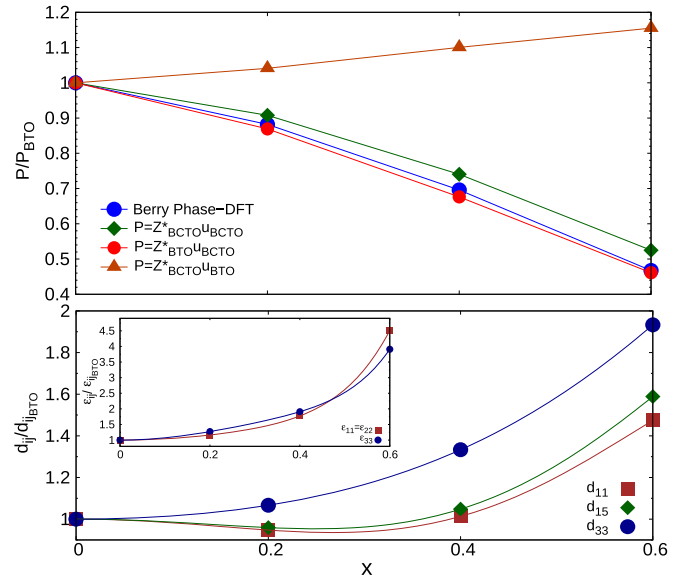 P/P_BTO
1.1
1
0.9
0.8
0.7
0.6
0.5
0.4
Berry Phase−DFT
P=Z*_BCTO u_BCTO
P=Z*_BTO u_BCTO
P=Z*_BCTO u_BTO
d_ij/d_ij_BTO
2
1.8
1.6
1.4
1.2
1
ε_ij/ ε_ij_BTO
4.5
4
3.5
3
2.5
2
1.5
1
0 0.2 0.4 0.6
ε_11=ε_22
ε_33
d_11
d_15
d_33
0 0.2 0.4 0.6
x